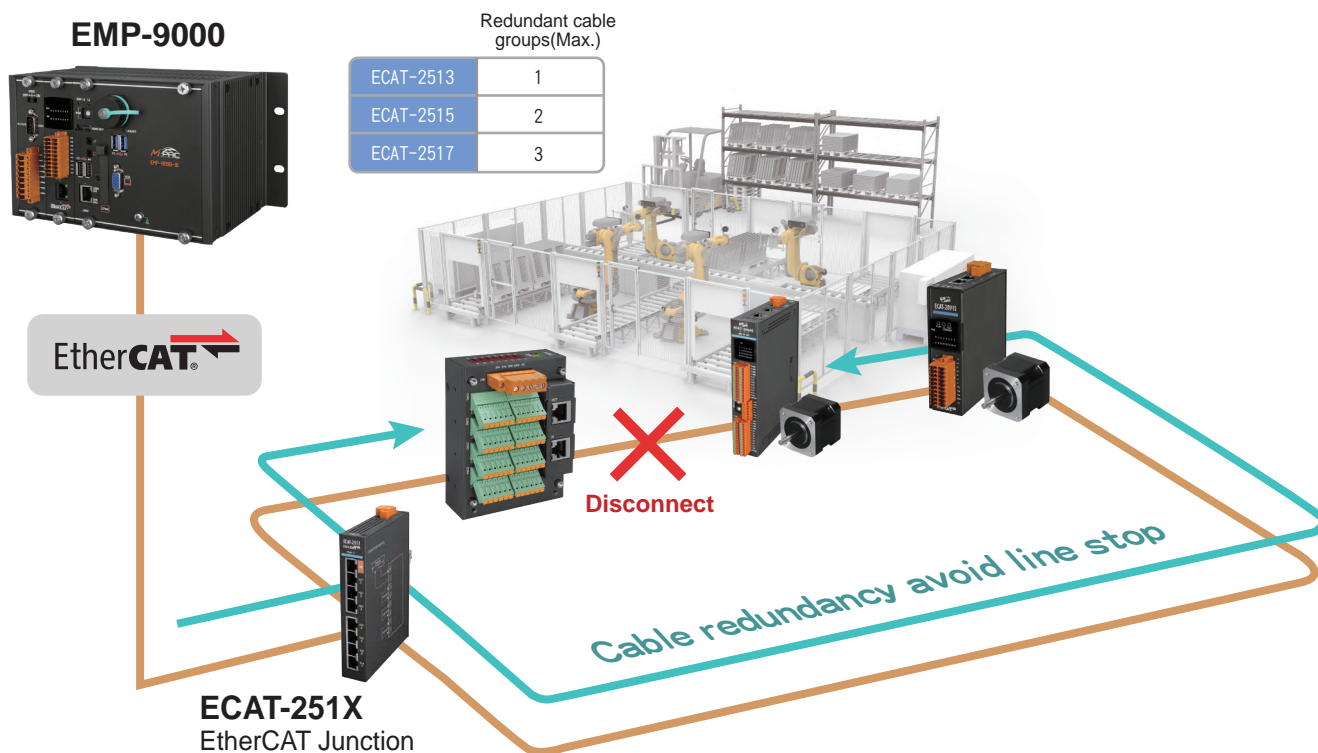 EMP-9000
Redundant cable
groups(Max.)
ECAT-2513 1
ECAT-2515 2
ECAT-2517 3
EtherCAT®
Disconnect
Cable redundancy avoid line stop
ECAT-251X
EtherCAT Junction